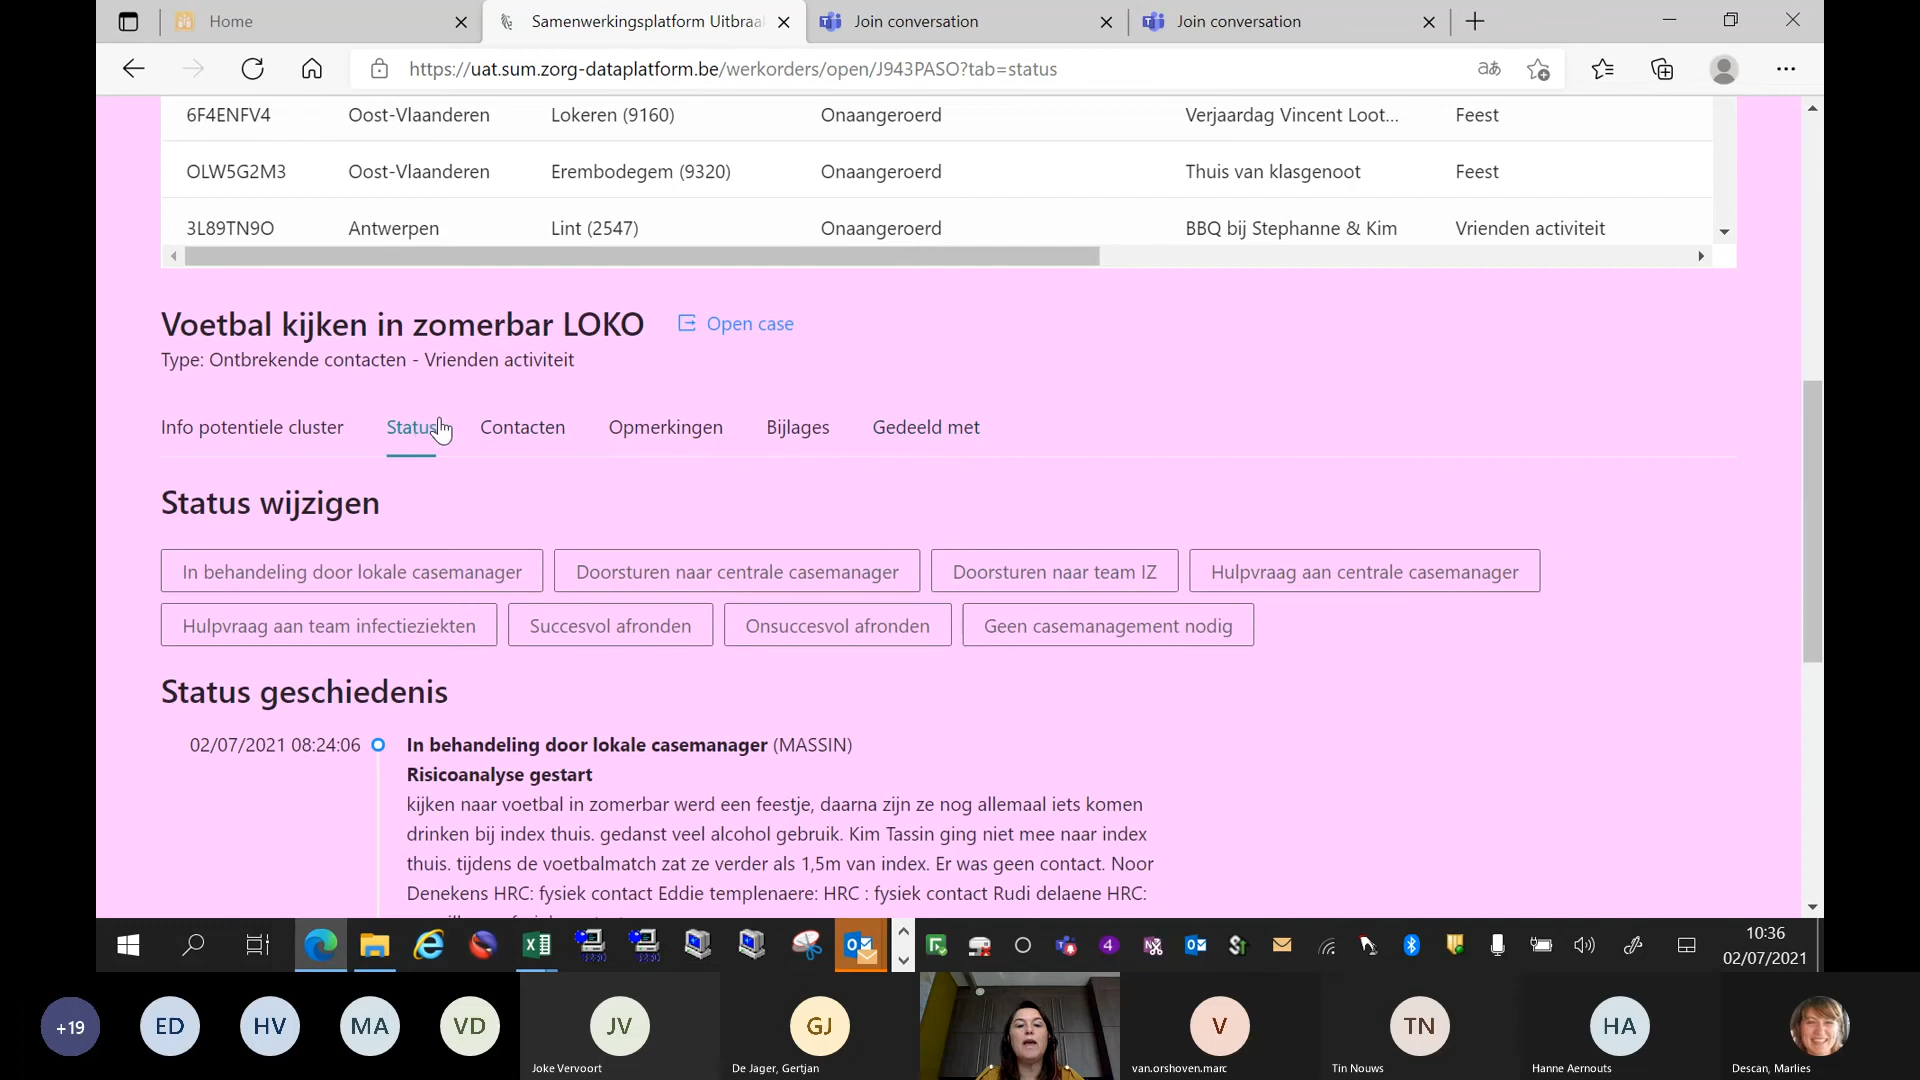 Home
Samenwerkingsplatform Uitbraa
Join conversation
Join conversation
https://uat.sum.zorg-dataplatform.be/werkorders/open/J943PASO?tab=status
6F4ENFV4 Oost-Vlaanderen Lokeren (9160) Onaangeroerd Verjaardag Vincent Loot... Feest
OLW5G2M3 Oost-Vlaanderen Erembodegem (9320) Onaangeroerd Thuis van klasgenoot Feest
3L89TN9O Antwerpen Lint (2547) Onaangeroerd BBQ bij Stephanne & Kim Vrienden activiteit
Voetbal kijken in zomerbar LOKO Open case
Type: Ontbrekende contacten - Vrienden activiteit
Info potentiele cluster Status Contacten Opmerkingen Bijlages Gedeeld met
Status wijzigen
In behandeling door lokale casemanager Doorsturen naar centrale casemanager Doorsturen naar team IZ Hulpvraag aan centrale casemanager
Hulpvraag aan team infectieziekten Succesvol afronden Onsuccesvol afronden Geen casemanagement nodig
Status geschiedenis
02/07/2021 08:24:06 In behandeling door lokale casemanager (MASSIN)
Risicoanalyse gestart
kijken naar voetbal in zomerbar werd een feestje, daarna zijn ze nog allemaal iets komen
drinken bij index thuis. gedanst veel alcohol gebruik. Kim Tassin ging niet mee naar index
thuis. tijdens de voetbalmatch zat ze verder als 1,5m van index. Er was geen contact. Noor
Denekens HRC: fysiek contact Eddie templenaere: HRC : fysiek contact Rudi delaene HRC:
10:36
02/07/2021
+19 ED HV MA VD JV GJ V TN HA
Joke Vervoort De Jager, Gertjan van.orshoven.marc Tin Nouws Hanne Aernouts Descan, Marlies